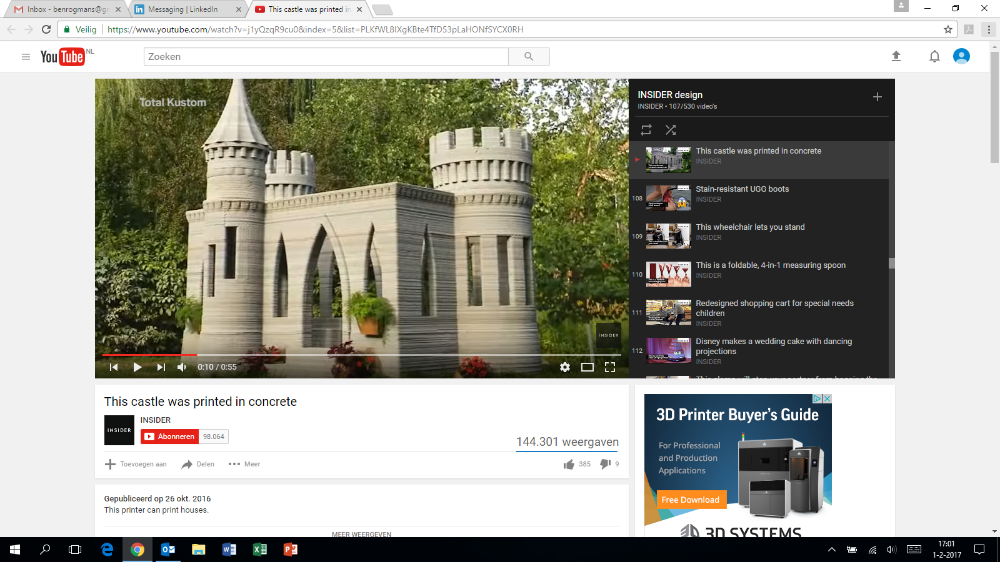 Inbox - benrogmans@gm
Messaging | LinkedIn
This castle was printed in
Veilig
https://www.youtube.com/watch?v=j1yQzqR9cu0&index=5&list=PLKfWL8IXgKBte4TfD53pLaHONfSYCX0RH
YouTube NL
Zoeken
Total Kustom
INSIDER
0:10 / 0:55
INSIDER design
INSIDER • 107/530 video's
This castle was printed in concrete
INSIDER
108
Stain-resistant UGG boots
INSIDER
109
This wheelchair lets you stand
INSIDER
110
This is a foldable, 4-in-1 measuring spoon
INSIDER
111
Redesigned shopping cart for special needs
children
INSIDER
112
Disney makes a wedding cake with dancing
projections
INSIDER
This castle was printed in concrete
INSIDER
INSIDER
Abonneren 98.064
144.301 weergaven
Toevoegen aan
Delen
Meer
385
9
Gepubliceerd op 26 okt. 2016
This printer can print houses.
MEER WEERGEVEN
3D Printer Buyer's Guide
For Professional
and Production
Applications
Free Download
3D SYSTEMS
17:01
1-2-2017